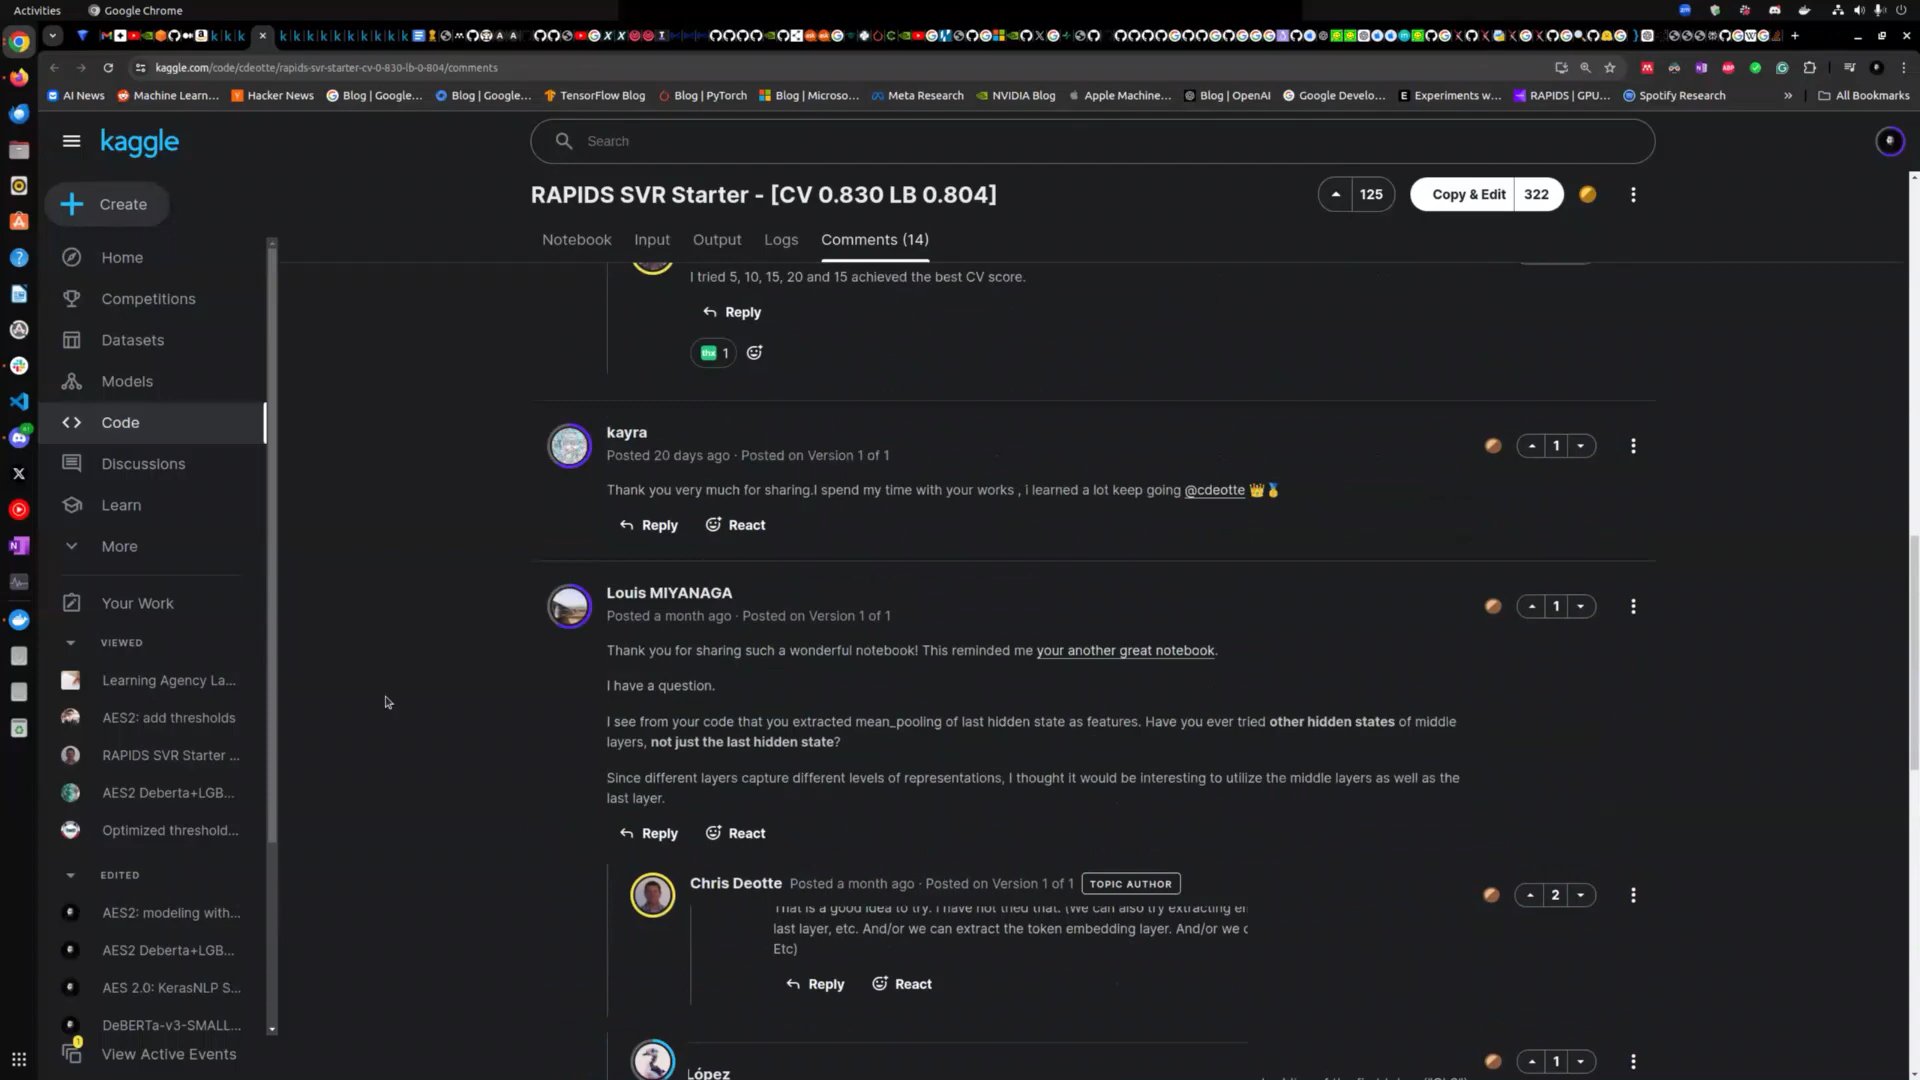 Activities
Google Chrome
kaggle.com/code/cdeotte/rapids-svr-starter-cv-0-830-lb-0-804/comments
AI News
Machine Learn...
Hacker News
Blog | Google...
Blog | Google...
TensorFlow Blog
Blog | PyTorch
Blog | Microso...
Meta Research
NVIDIA Blog
Apple Machine...
Blog | OpenAI
Google Develo...
Experiments w...
RAPIDS | GPU...
Spotify Research
»
All Bookmarks
kaggle
Search
Create
RAPIDS SVR Starter - [CV 0.830 LB 0.804]
125
Copy & Edit
322
Notebook
Input
Output
Logs
Comments (14)
Home
Competitions
Datasets
Models
Code
Discussions
Learn
More
Your Work
VIEWED
Learning Agency La...
AES2: add thresholds
RAPIDS SVR Starter ...
AES2 Deberta+LGB...
Optimized threshold...
EDITED
AES2: modeling with...
AES2 Deberta+LGB...
AES 2.0: KerasNLP S...
DeBERTa-v3-SMALL...
1
View Active Events
I tried 5, 10, 15, 20 and 15 achieved the best CV score.
Reply
thx 1
kayra
Posted 20 days ago · Posted on Version 1 of 1
1
Thank you very much for sharing.I spend my time with your works , i learned a lot keep going @cdeotte 👑🏅
Reply
React
Louis MIYANAGA
Posted a month ago · Posted on Version 1 of 1
1
Thank you for sharing such a wonderful notebook! This reminded me your another great notebook.
I have a question.
I see from your code that you extracted mean_pooling of last hidden state as features. Have you ever tried other hidden states of middle
layers, not just the last hidden state?
Since different layers capture different levels of representations, I thought it would be interesting to utilize the middle layers as well as the
last layer.
Reply
React
Chris Deotte Posted a month ago · Posted on Version 1 of 1 TOPIC AUTHOR
2
That is a good idea to try. I have not tried that. (We can also try extracting
last layer, etc. And/or we can extract the token embedding layer. And/or we
Etc)
Reply
React
López
1